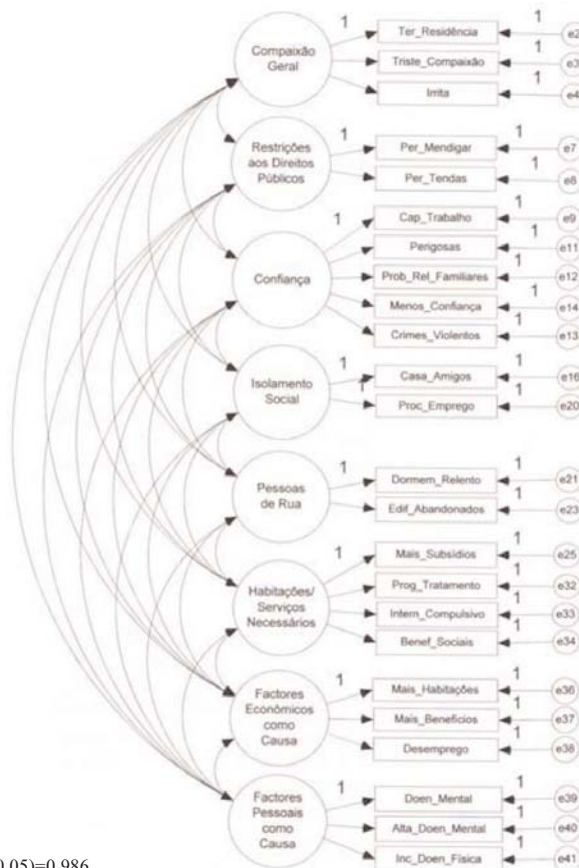 1 Ter_Residência 1 e2
Compaixão
Geral
Triste_Compaixão 1 e3
Irrita 1 e4
Restrições
aos Direitos
Públicos
1 Per_Mendigar 1 e7
Per_Tendas 1 e8
Confiança
1 Cap_Trabalho 1 e9
Perigosas 1 e11
Prob_Rel_Familiares 1 e12
Menos_Confiança 1 e14
Crimes_Violentos 1 e13
Isolamento
Social
1 Casa_Amigos 1 e16
1 Proc_Emprego 1 e20
Pessoas
de Rua
1 Dormem_Relento 1 e21
Edif_Abandonados 1 e23
Habitações/
Serviços
Necessários
1 Mais_Subsídios 1 e25
Prog_Tratamento 1 e32
Intern_Compulsivo 1 e33
Benef_Sociais 1 e34
Factores
Econômicos
como
Causa
1 Mais_Habitações 1 e36
Mais_Benefícios 1 e37
Desemprego 1 e38
Factores
Pessoais
como
Causa
1 Doen_Mental 1 e39
Alta_Doen_Mental 1 e40
Inc_Doen_Física 1 e41
0.05)=0.986